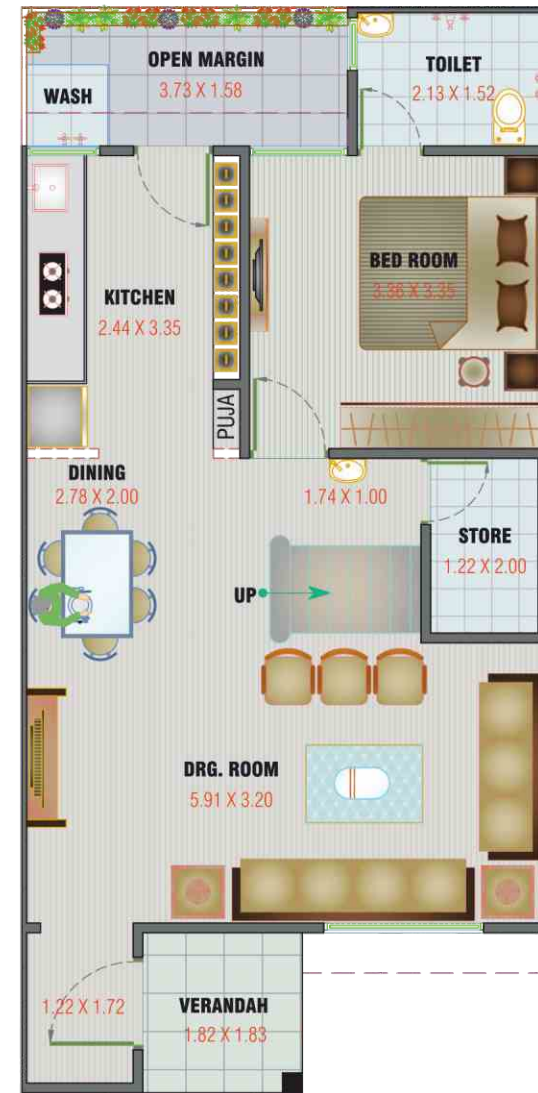 OPEN MARGIN
3.73 X 1.58
WASH
TOILET
2.13 X 1.52
BED ROOM
3.36 X 3.35
KITCHEN
2.44 X 3.35
PUJA
DINING
2.78 X 2.00
1.74 X 1.00
STORE
1.22 X 2.00
UP
DRG. ROOM
5.91 X 3.20
1.22 X 1.72
VERANDAH
1.82 X 1.83